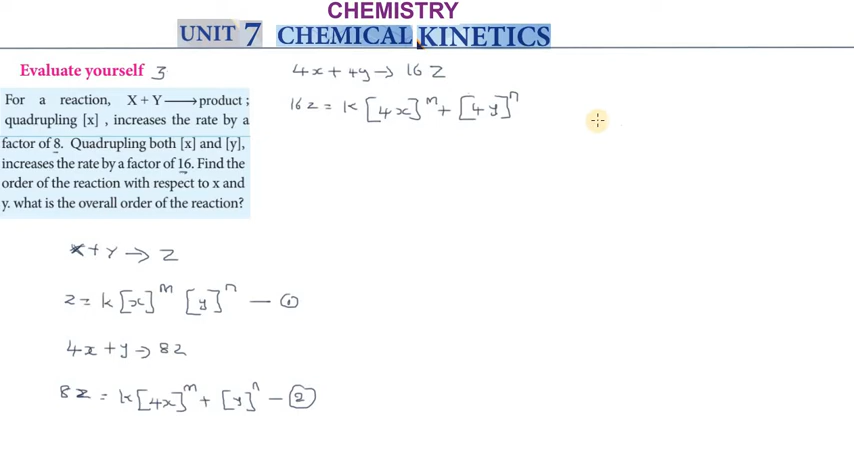 CHEMISTRY
UNIT 7 CHEMICAL KINETICS
Evaluate yourself 3
For a reaction, X + Y ⟶ product ;
quadrupling [x] , increases the rate by a
factor of 8. Quadrupling both [x] and [y],
increases the rate by a factor of 16. Find the
order of the reaction with respect to x and
y. what is the overall order of the reaction?
x + Y → Z
z = k [x]^m [y]^n — ①
4x + y → 8z
8z = k [4x]^m + [y]^n — ②
4x + 4y → 16 Z
16 z = k [4x]^m + [4y]^n